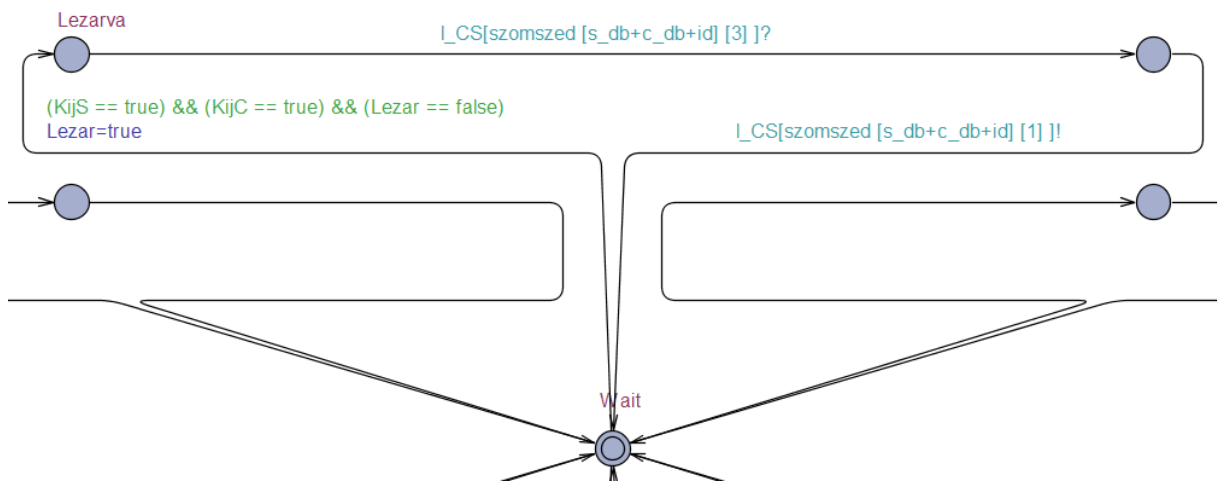 Lezarva
l_CS[szomszed [s_db+c_db+id] [3] ]?
(KijS == true) && (KijC == true) && (Lezar == false)
Lezar=true
l_CS[szomszed [s_db+c_db+id] [1] ]!
Wait